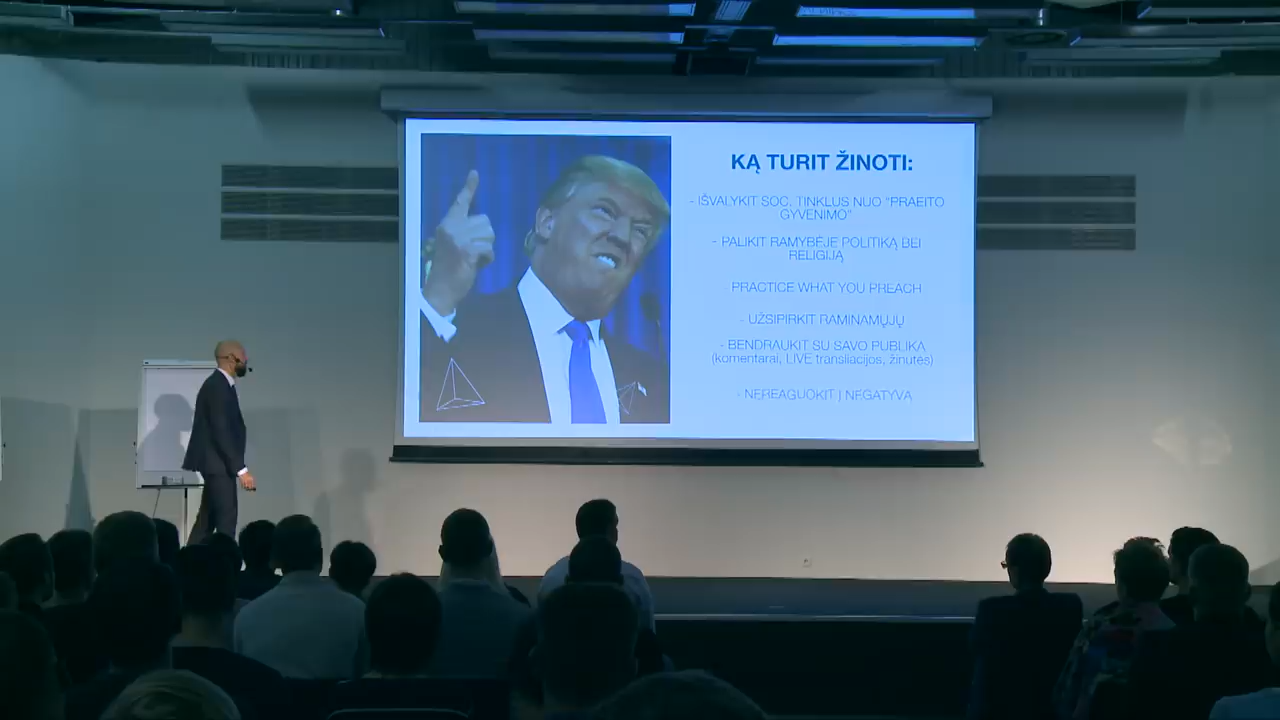 KĄ TURIT ŽINOTI:
- IŠVALYKIT SOC. TINKLUS NUO "PRAEITO
GYVENIMO"
- PALIKIT RAMYBĖJE POLITIKĄ BEI
RELIGIJĄ
- PRACTICE WHAT YOU PREACH
- UŽSIPIRKIT RAMINAMŲJŲ
- BENDRAUKIT SU SAVO PUBLIKA
(komentarai, LIVE transliacijos, žinutės)
- NEREAGUOKIT Į NEGATYVĄ